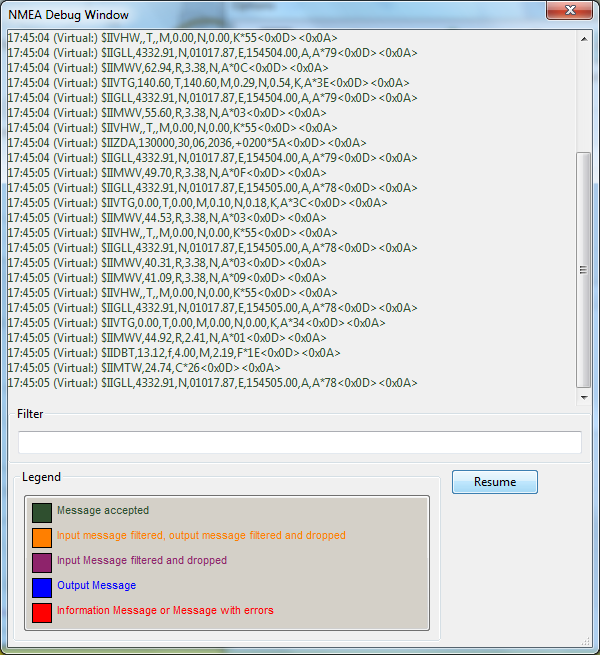 NMEA Debug Window
17:45:04 (Virtual:) $IIVHW,,T,,M,0.00,N,0.00,K*55<0x0D><0x0A>
17:45:04 (Virtual:) $IIGLL,4332.91,N,01017.87,E,154504.00,A,A*79<0x0D><0x0A>
17:45:04 (Virtual:) $IIMWV,62.94,R,3.38,N,A*0C<0x0D><0x0A>
17:45:04 (Virtual:) $IIVTG,140.60,T,140.60,M,0.29,N,0.54,K,A*3E<0x0D><0x0A>
17:45:04 (Virtual:) $IIGLL,4332.91,N,01017.87,E,154504.00,A,A*79<0x0D><0x0A>
17:45:04 (Virtual:) $IIMWV,55.60,R,3.38,N,A*03<0x0D><0x0A>
17:45:04 (Virtual:) $IIVHW,,T,,M,0.00,N,0.00,K*55<0x0D><0x0A>
17:45:04 (Virtual:) $IIZDA,130000,30,06,2036,+0200*5A<0x0D><0x0A>
17:45:04 (Virtual:) $IIGLL,4332.91,N,01017.87,E,154504.00,A,A*79<0x0D><0x0A>
17:45:05 (Virtual:) $IIMWV,49.70,R,3.38,N,A*0F<0x0D><0x0A>
17:45:05 (Virtual:) $IIGLL,4332.91,N,01017.87,E,154505.00,A,A*78<0x0D><0x0A>
17:45:05 (Virtual:) $IIVTG,0.00,T,0.00,M,0.10,N,0.18,K,A*3C<0x0D><0x0A>
17:45:05 (Virtual:) $IIMWV,44.53,R,3.38,N,A*03<0x0D><0x0A>
17:45:05 (Virtual:) $IIVHW,,T,,M,0.00,N,0.00,K*55<0x0D><0x0A>
17:45:05 (Virtual:) $IIGLL,4332.91,N,01017.87,E,154505.00,A,A*78<0x0D><0x0A>
17:45:05 (Virtual:) $IIMWV,40.31,R,3.38,N,A*03<0x0D><0x0A>
17:45:05 (Virtual:) $IIMWV,41.09,R,3.38,N,A*09<0x0D><0x0A>
17:45:05 (Virtual:) $IIVHW,,T,,M,0.00,N,0.00,K*55<0x0D><0x0A>
17:45:05 (Virtual:) $IIGLL,4332.91,N,01017.87,E,154505.00,A,A*78<0x0D><0x0A>
17:45:05 (Virtual:) $IIVTG,0.00,T,0.00,M,0.00,N,0.00,K,A*34<0x0D><0x0A>
17:45:05 (Virtual:) $IIMWV,44.92,R,2.41,N,A*01<0x0D><0x0A>
17:45:05 (Virtual:) $IIDBT,13.12,f,4.00,M,2.19,F*1E<0x0D><0x0A>
17:45:05 (Virtual:) $IIMTW,24.74,C*26<0x0D><0x0A>
17:45:05 (Virtual:) $IIGLL,4332.91,N,01017.87,E,154505.00,A,A*78<0x0D><0x0A>
Filter
Legend
Resume
Message accepted
Input message filtered, output message filtered and dropped
Input Message filtered and dropped
Output Message
Information Message or Message with errors